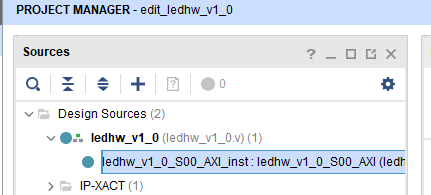 PROJECT MANAGER - edit_ledhw_v1_0
Sources
? _ 
0
Design Sources (2)
ledhw_v1_0 (ledhw_v1_0.v) (1)
ledhw_v1_0_S00_AXI_inst : ledhw_v1_0_S00_AXI (ledh
IP-XACT (1)